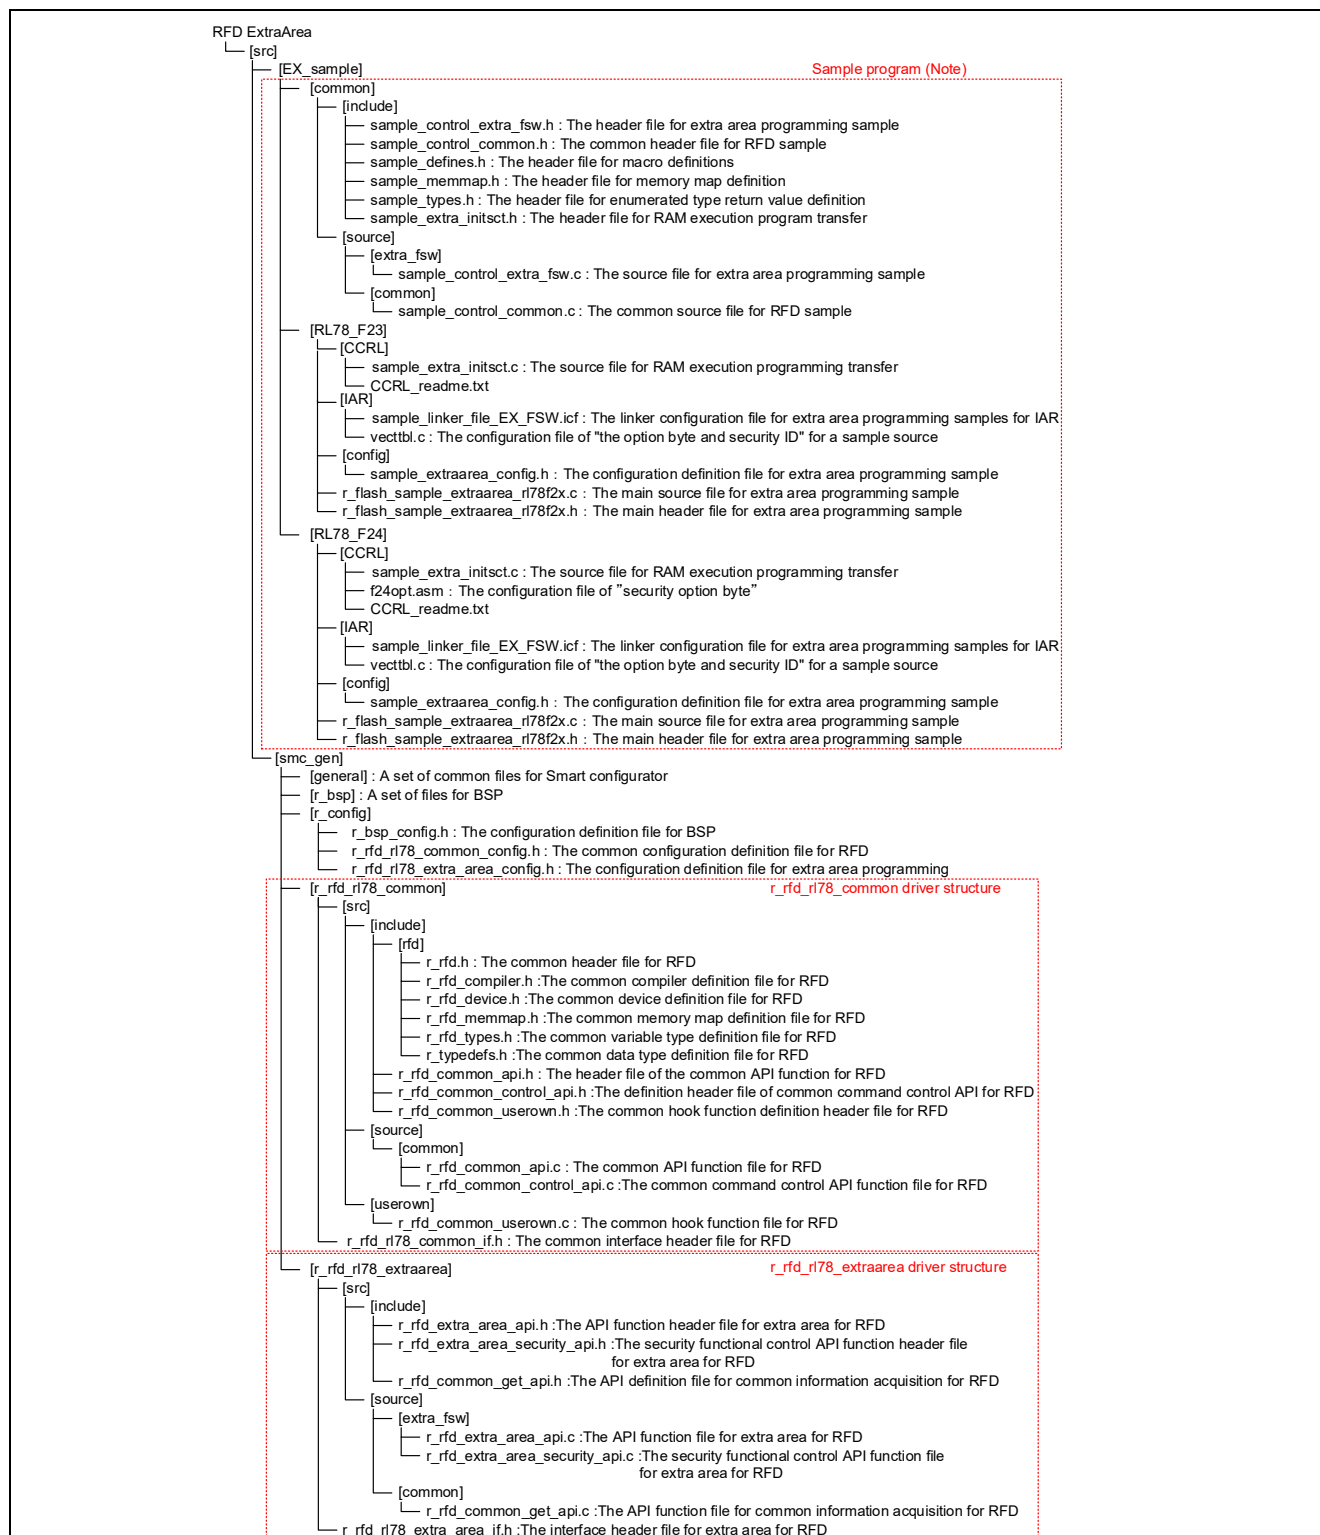 RFD ExtraArea
[src]
[EX_sample]
Sample program (Note)
[common]
[include]
sample_control_extra_fsw.h : The header file for extra area programming sample
sample_control_common.h : The common header file for RFD sample
sample_defines.h : The header file for macro definitions
sample_memmap.h : The header file for memory map definition
sample_types.h : The header file for enumerated type return value definition
sample_extra_initsct.h : The header file for RAM execution program transfer
[source]
[extra_fsw]
sample_control_extra_fsw.c : The source file for extra area programming sample
[common]
sample_control_common.c : The common source file for RFD sample
[RL78_F23]
[CCRL]
sample_extra_initsct.c : The source file for RAM execution programming transfer
CCRL_readme.txt
[IAR]
sample_linker_file_EX_FSW.icf : The linker configuration file for extra area programming samples for IAR
vecttbl.c : The configuration file of "the option byte and security ID" for a sample source
[config]
sample_extraarea_config.h : The configuration definition file for extra area programming sample
r_flash_sample_extraarea_rl78f2x.c : The main source file for extra area programming sample
r_flash_sample_extraarea_rl78f2x.h : The main header file for extra area programming sample
[RL78_F24]
[CCRL]
sample_extra_initsct.c : The source file for RAM execution programming transfer
f24opt.asm : The configuration file of ”security option byte”
CCRL_readme.txt
[IAR]
sample_linker_file_EX_FSW.icf : The linker configuration file for extra area programming samples for IAR
vecttbl.c : The configuration file of "the option byte and security ID" for a sample source
[config]
sample_extraarea_config.h : The configuration definition file for extra area programming sample
r_flash_sample_extraarea_rl78f2x.c : The main source file for extra area programming sample
r_flash_sample_extraarea_rl78f2x.h : The main header file for extra area programming sample
[smc_gen]
[general] : A set of common files for Smart configurator
[r_bsp] : A set of files for BSP
[r_config]
r_bsp_config.h : The configuration definition file for BSP
r_rfd_rl78_common_config.h : The common configuration definition file for RFD
r_rfd_rl78_extra_area_config.h : The configuration definition file for extra area programming
[r_rfd_rl78_common]
r_rfd_rl78_common driver structure
[src]
[include]
[rfd]
r_rfd.h : The common header file for RFD
r_rfd_compiler.h :The common compiler definition file for RFD
r_rfd_device.h :The common device definition file for RFD
r_rfd_memmap.h :The common memory map definition file for RFD
r_rfd_types.h :The common variable type definition file for RFD
r_typedefs.h :The common data type definition file for RFD
r_rfd_common_api.h : The header file of the common API function for RFD
r_rfd_common_control_api.h :The definition header file of common command control API for RFD
r_rfd_common_userown.h :The common hook function definition header file for RFD
[source]
[common]
r_rfd_common_api.c : The common API function file for RFD
r_rfd_common_control_api.c :The common command control API function file for RFD
[userown]
r_rfd_common_userown.c : The common hook function file for RFD
r_rfd_rl78_common_if.h : The common interface header file for RFD
[r_rfd_rl78_extraarea]
r_rfd_rl78_extraarea driver structure
[src]
[include]
r_rfd_extra_area_api.h :The API function header file for extra area for RFD
r_rfd_extra_area_security_api.h :The security functional control API function header file
for extra area for RFD
r_rfd_common_get_api.h :The API definition file for common information acquisition for RFD
[source]
[extra_fsw]
r_rfd_extra_area_api.c :The API function file for extra area for RFD
r_rfd_extra_area_security_api.c :The security functional control API function file
for extra area for RFD
[common]
r_rfd_common_get_api.c :The API function file for common information acquisition for RFD
r_rfd_rl78_extra_area_if.h :The interface header file for extra area for RFD